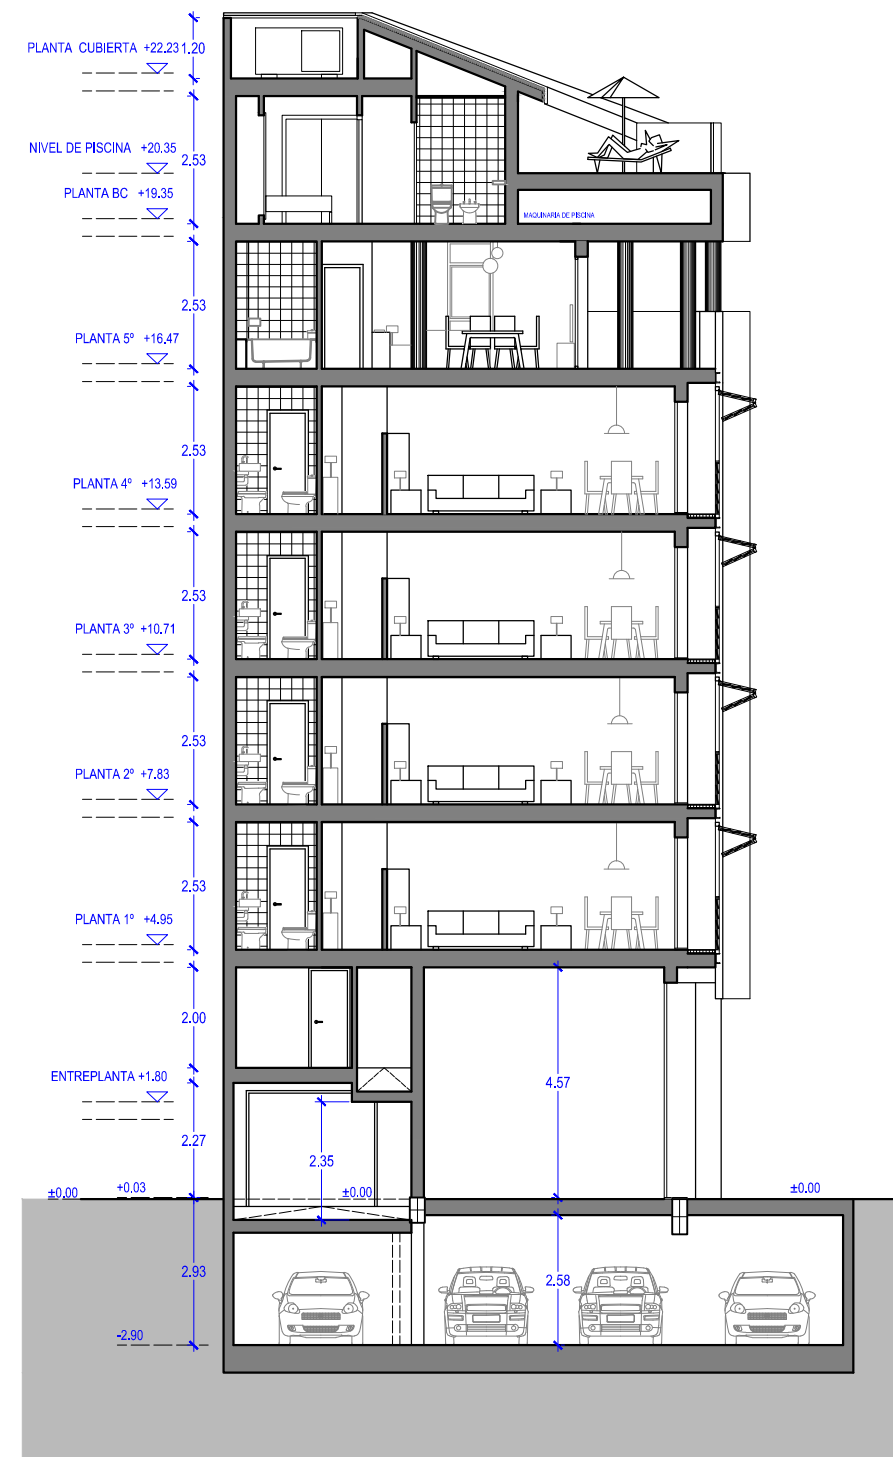 PLANTA CUBIERTA +22.23
1.20
NIVEL DE PISCINA +20.35
2.53
PLANTA BC +19.35
MAQUINARIA DE PISCINA
2.53
PLANTA 5º +16.47
2.53
PLANTA 4º +13.59
2.53
PLANTA 3º +10.71
2.53
PLANTA 2º +7.83
2.53
PLANTA 1º +4.95
2.00
ENTREPLANTA +1.80
4.57
2.27
2.35
±0.00
+0.03
±0.00
±0.00
2.93
2.58
-2.90